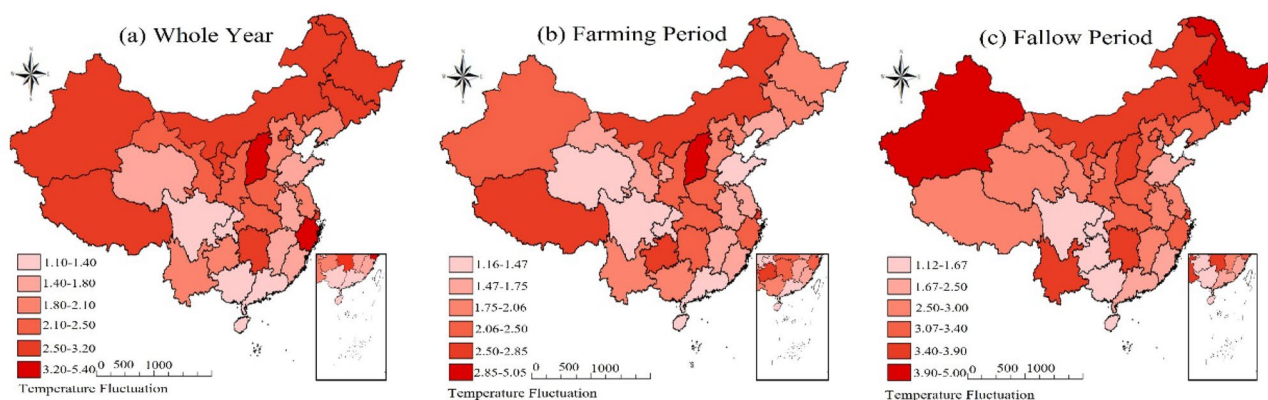 (a) Whole Year
N
W
E
S
1.10-1.40
1.40-1.80
1.80-2.10
2.10-2.50
2.50-3.20
3.20-5.40
0 500 1000
Temperature Fluctuation
(b) Farming Period
N
W
E
S
1.16-1.47
1.47-1.75
1.75-2.06
2.06-2.50
2.50-2.85
2.85-5.05
0 500 1000
Temperature Fluctuation
(c) Fallow Period
N
W
E
S
1.12-1.67
1.67-2.50
2.50-3.00
3.07-3.40
3.40-3.90
3.90-5.00
0 500 1000
Temperature Fluctuation